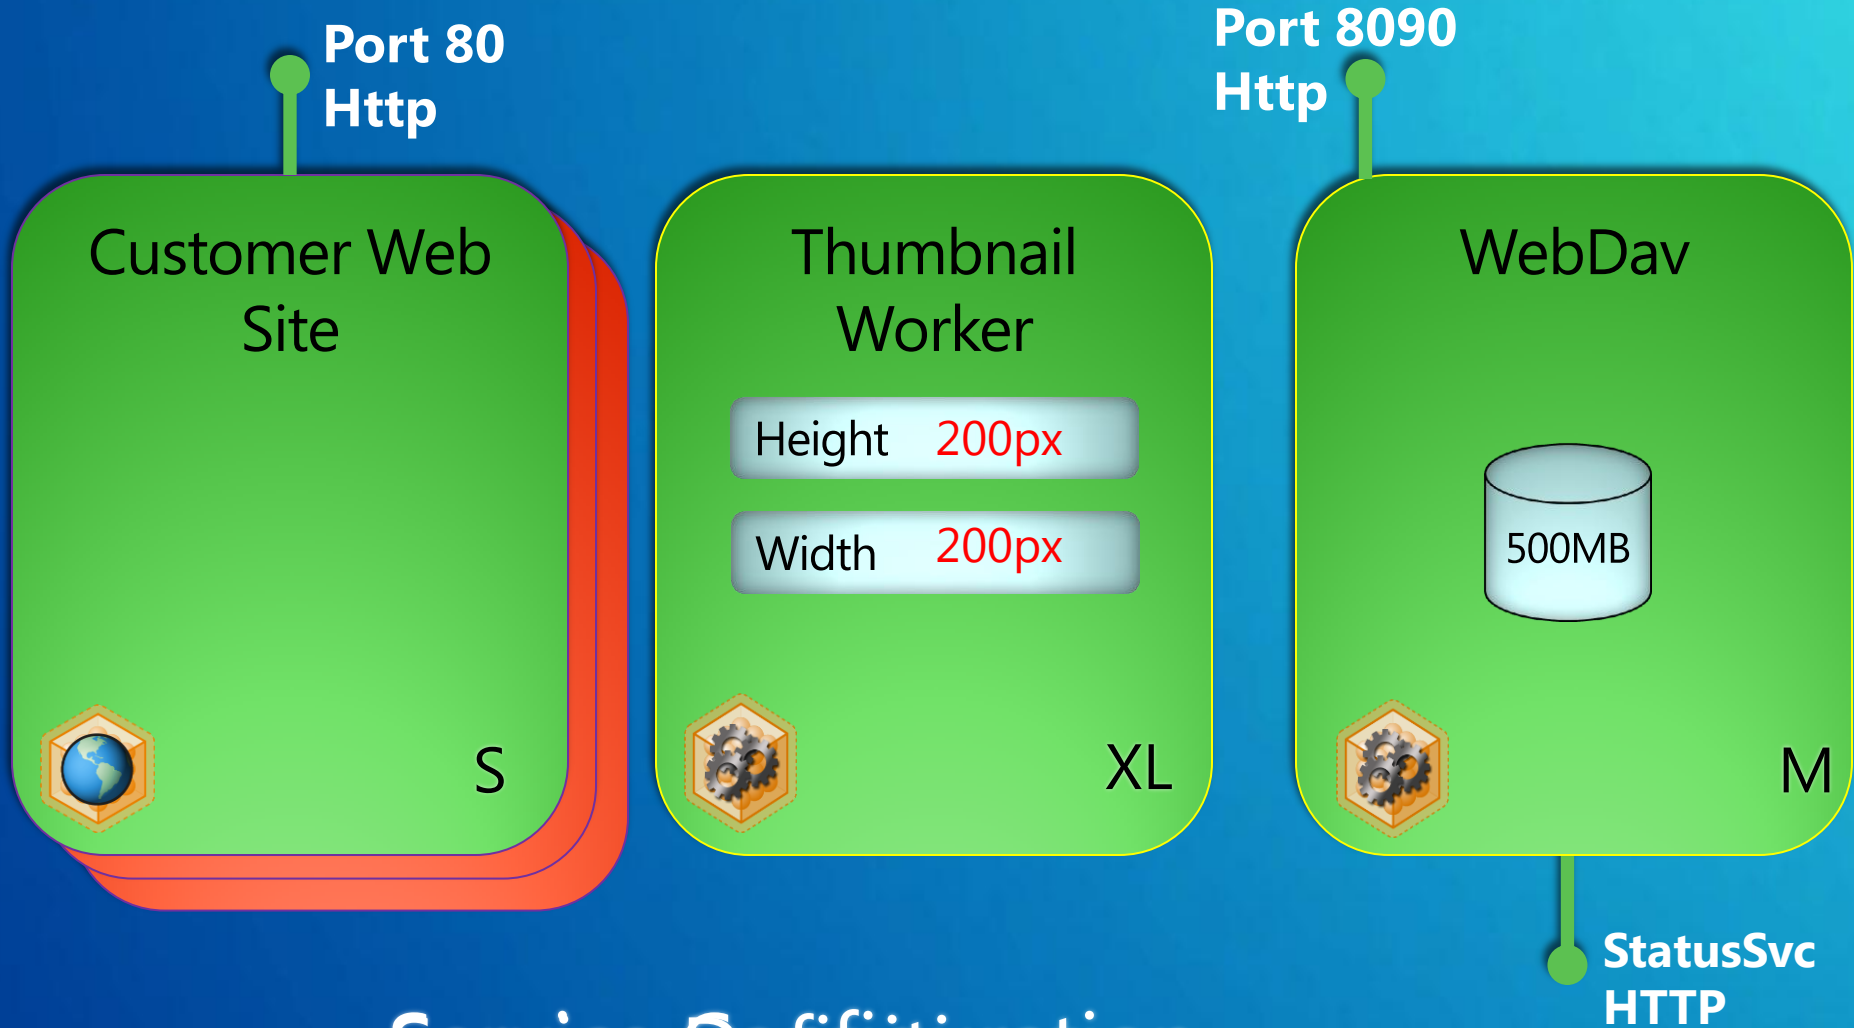 Port 80
Http
Port 8090
Http
Customer Web
Site
S
Thumbnail
Worker
Height 200px
Width 200px
XL
WebDav
500MB
M
StatusSvc
HTTP